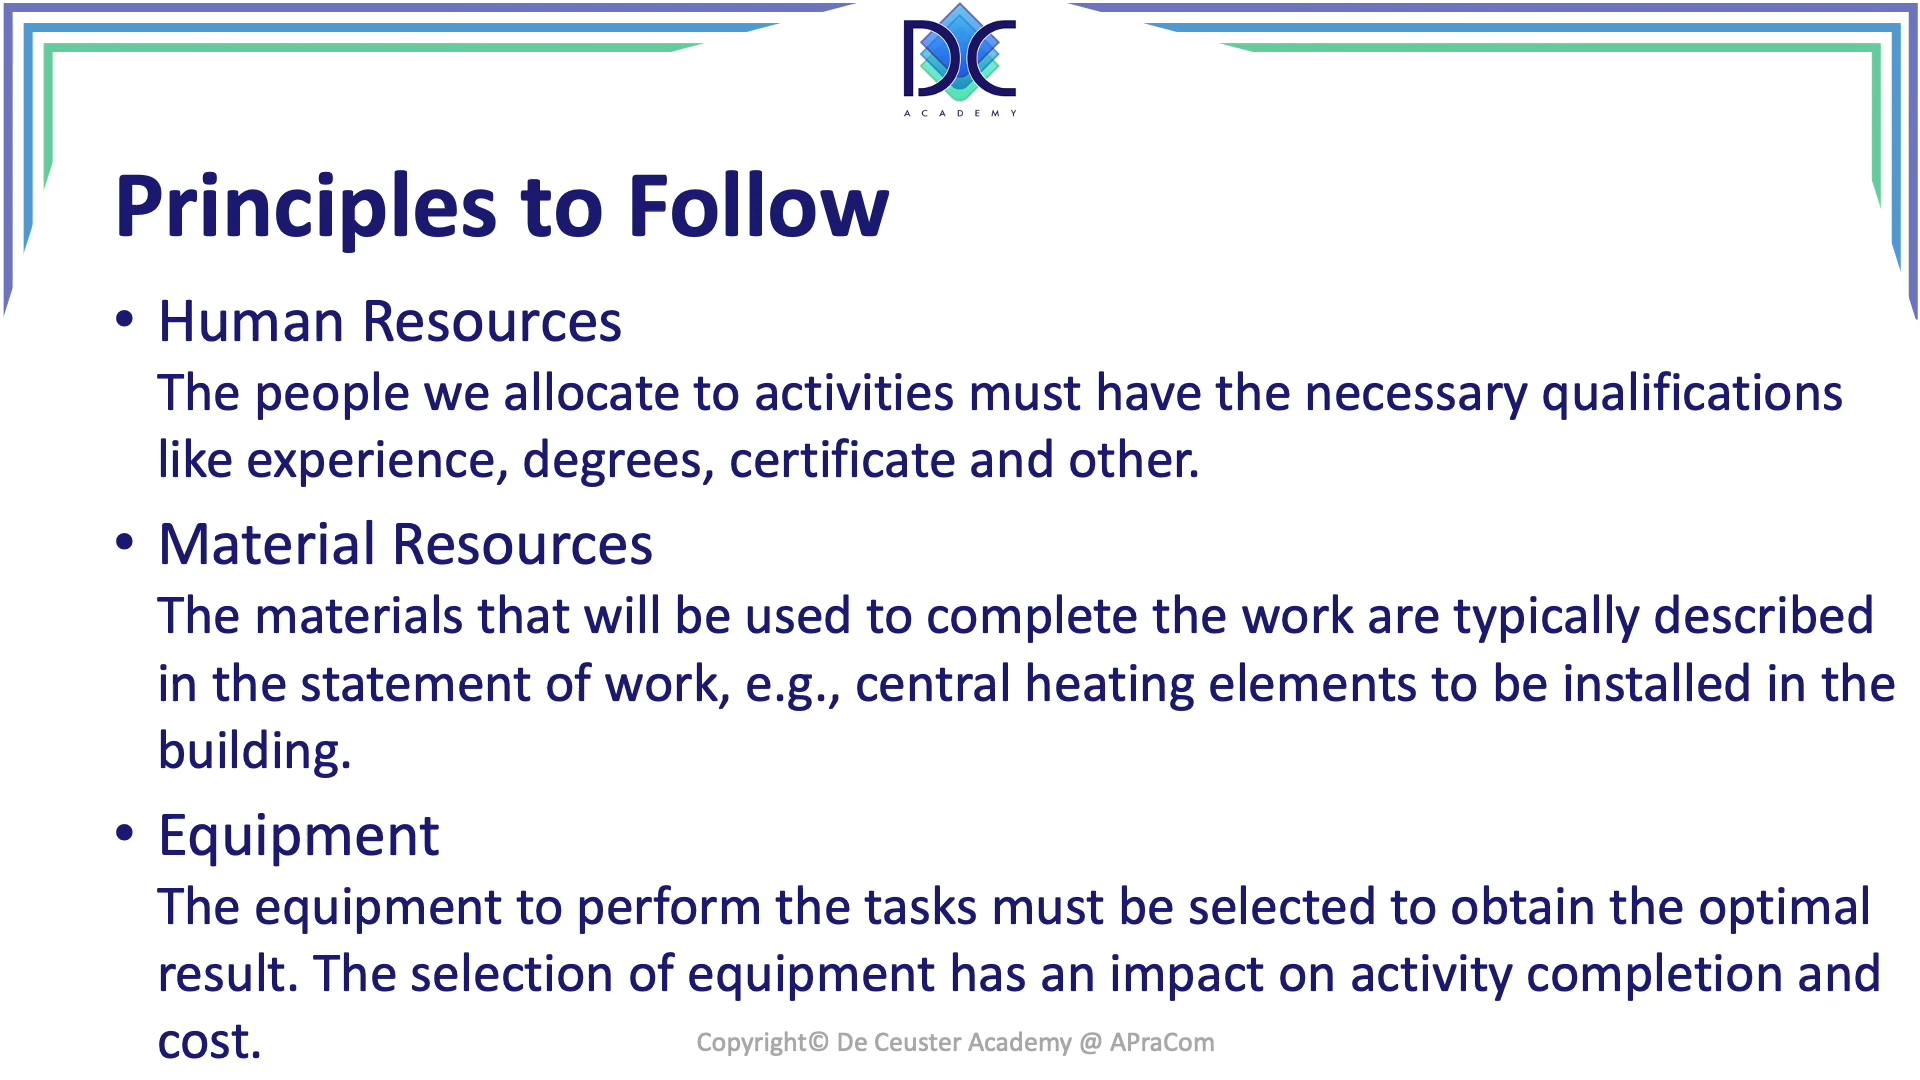 DC
ACADEMY
Principles to Follow
• Human Resources
The people we allocate to activities must have the necessary qualifications
like experience, degrees, certificate and other.
• Material Resources
The materials that will be used to complete the work are typically described
in the statement of work, e.g., central heating elements to be installed in the
building.
• Equipment
The equipment to perform the tasks must be selected to obtain the optimal
result. The selection of equipment has an impact on activity completion and
cost.
Copyright© De Ceuster Academy @ APraCom